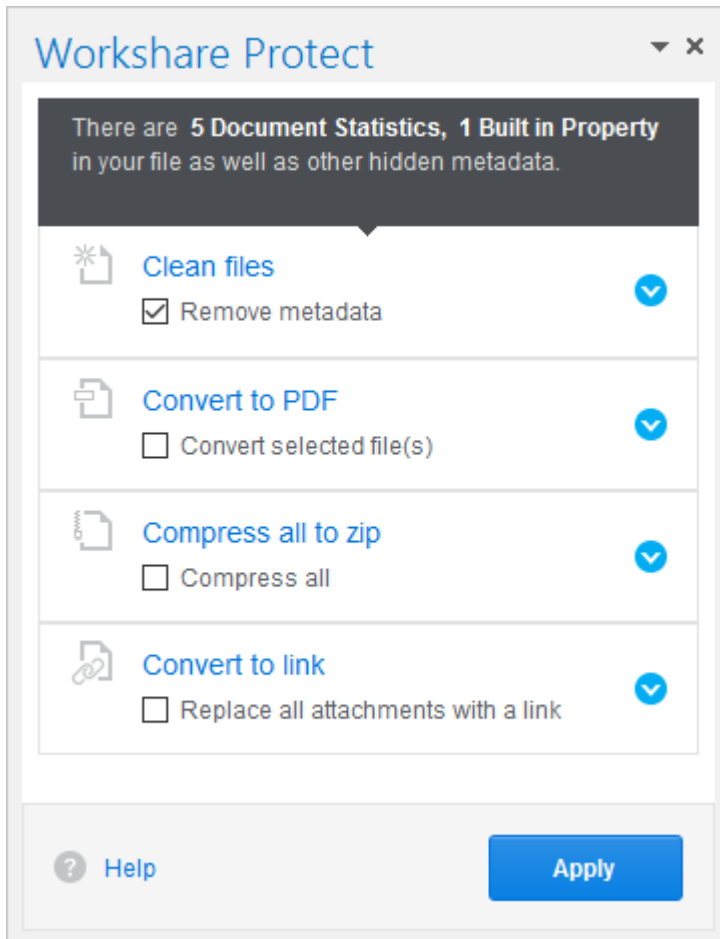 Workshare Protect
There are 5 Document Statistics, 1 Built in Property
in your file as well as other hidden metadata.
Clean files
Remove metadata
Convert to PDF
Convert selected file(s)
Compress all to zip
Compress all
Convert to link
Replace all attachments with a link
? Help
Apply